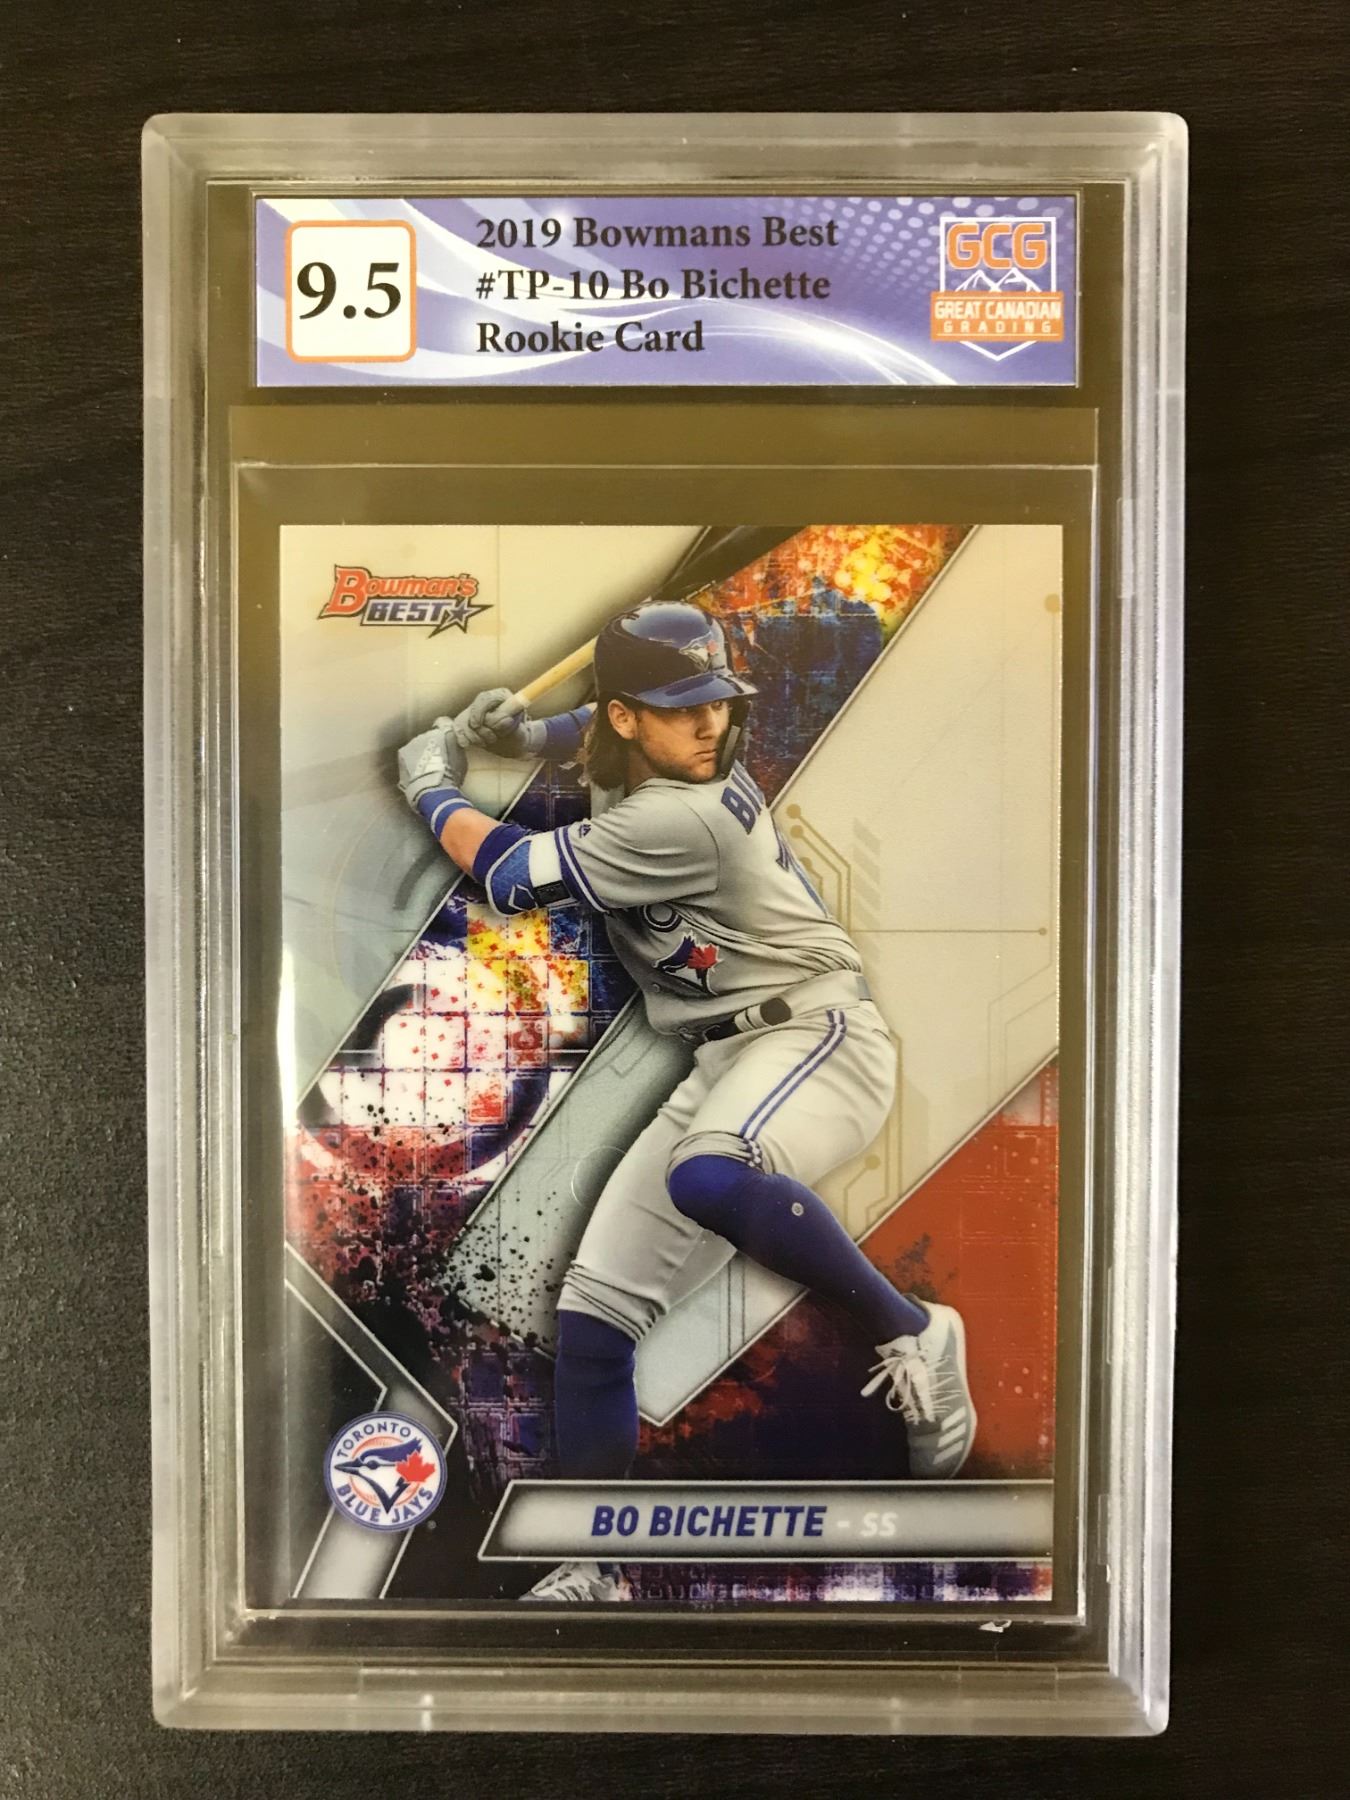 9.5
2019 Bowmans Best
#TP-10 Bo Bichette
Rookie Card
GCG
GREAT CANADIAN
GRADING
Bowman's
BEST
TORONTO
BLUE JAYS
BO BICHETTE - SS